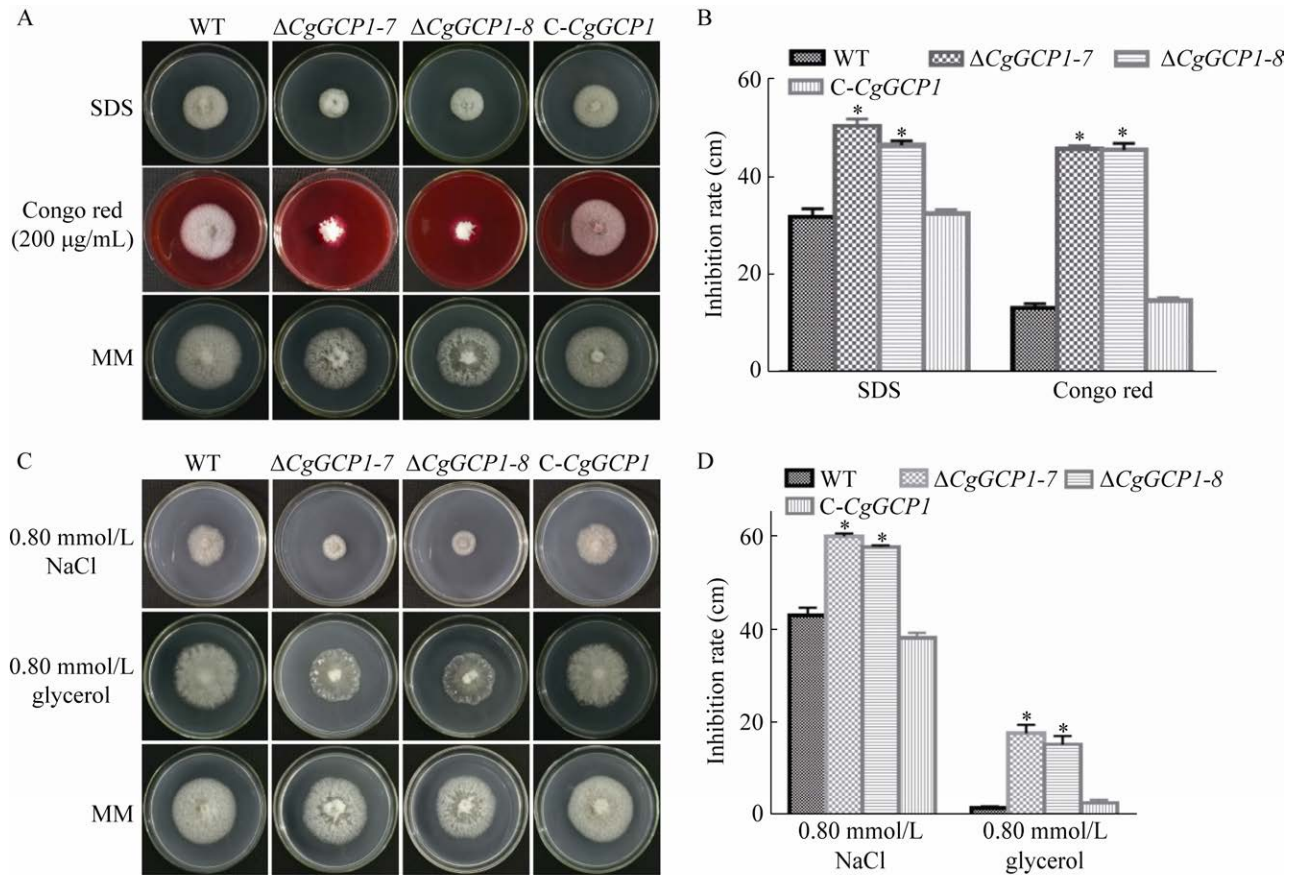 A
WT ΔCgGCP1-7 ΔCgGCP1-8 C-CgGCP1
SDS
Congo red
(200 μg/mL)
MM
B
WT ΔCgGCP1-7 ΔCgGCP1-8
C-CgGCP1
60
40
20
0
Inhibition rate (cm)
* * * *
SDS Congo red
C
WT ΔCgGCP1-7 ΔCgGCP1-8 C-CgGCP1
0.80 mmol/L
NaCl
0.80 mmol/L
glycerol
MM
D
WT ΔCgGCP1-7 ΔCgGCP1-8
C-CgGCP1
60
40
20
0
Inhibition rate (cm)
* * * *
0.80 mmol/L 0.80 mmol/L
NaCl glycerol